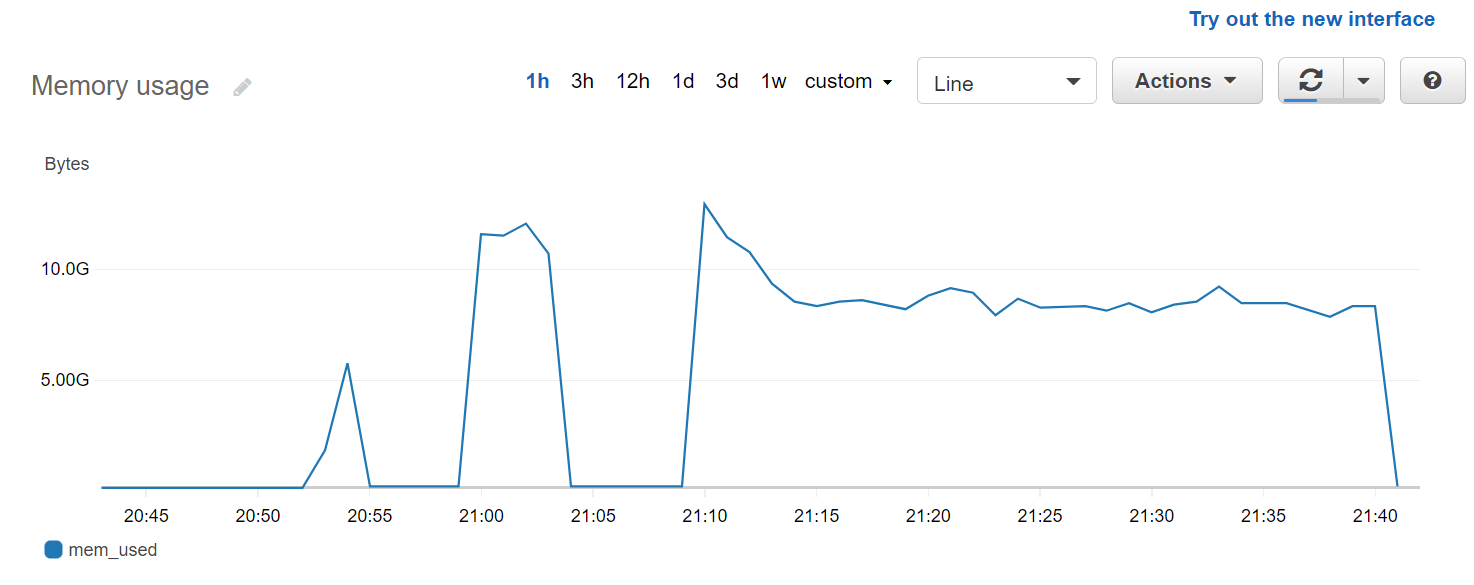 Try out the new interface
Memory usage 1h 3h 12h 1d 3d 1w custom Line Actions ?
Bytes
10.0G
5.00G
20:45 20:50 20:55 21:00 21:05 21:10 21:15 21:20 21:25 21:30 21:35 21:40
mem_used